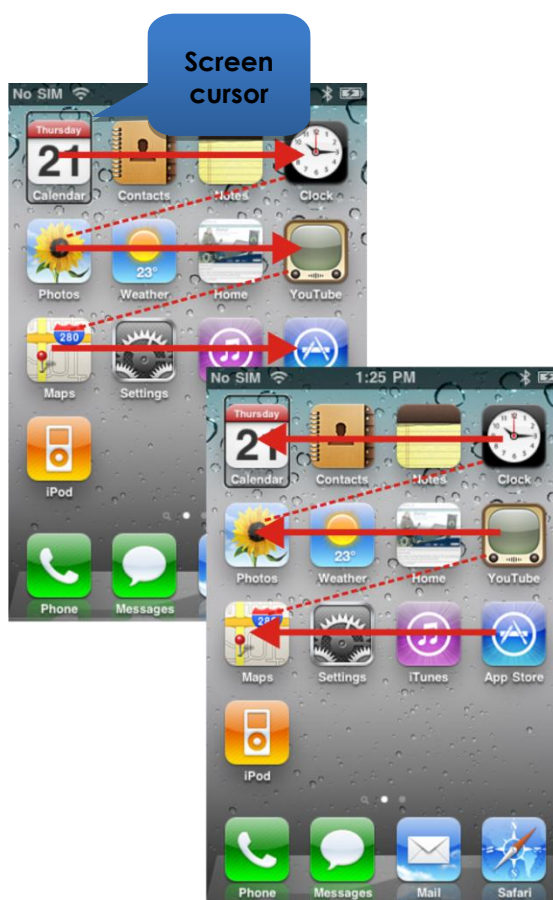 Screen
cursor
No SIM
Thursday
21
Calendar
Contacts
Notes
Clock
23°
Photos
Weather
Home
YouTube
280
Maps
Settings
iPod
Phone
Messages
No SIM
1:25 PM
Thursday
21
Calendar
Contacts
Notes
Clock
23°
Photos
Weather
Home
YouTube
280
Maps
Settings
iTunes
App Store
iPod
Phone
Messages
Mail
Safari